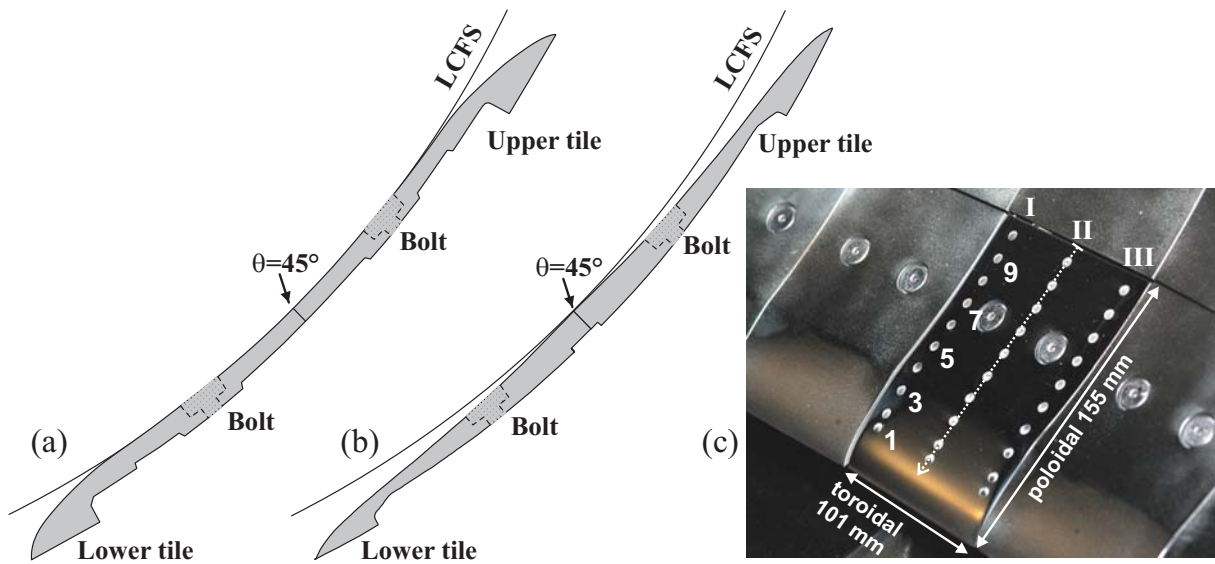 LCFS
Upper tile
Bolt
θ=45°
Bolt
(a)
Lower tile
LCFS
Upper tile
Bolt
θ=45°
Bolt
(b)
Lower tile
(c)
I
II
III
9
7
5
3
1
poloidal 155 mm
toroidal
101 mm